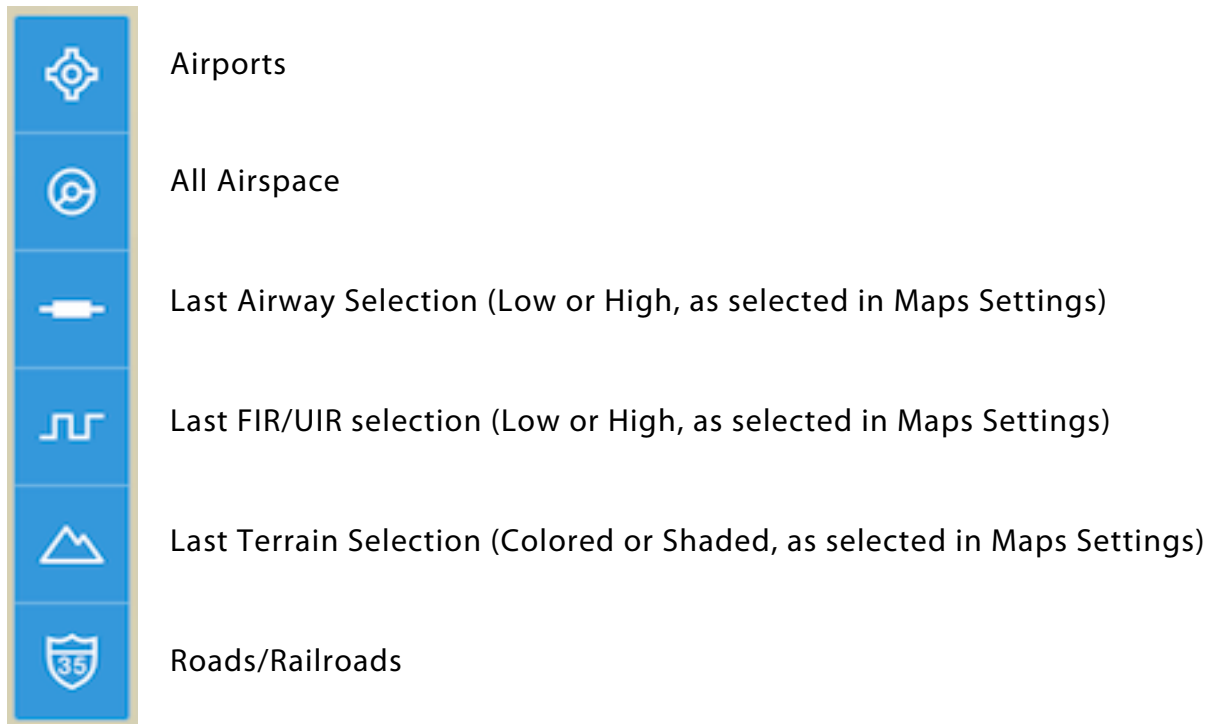 Airports
All Airspace
Last Airway Selection (Low or High, as selected in Maps Settings)
Last FIR/UIR selection (Low or High, as selected in Maps Settings)
Last Terrain Selection (Colored or Shaded, as selected in Maps Settings)
35
Roads/Railroads